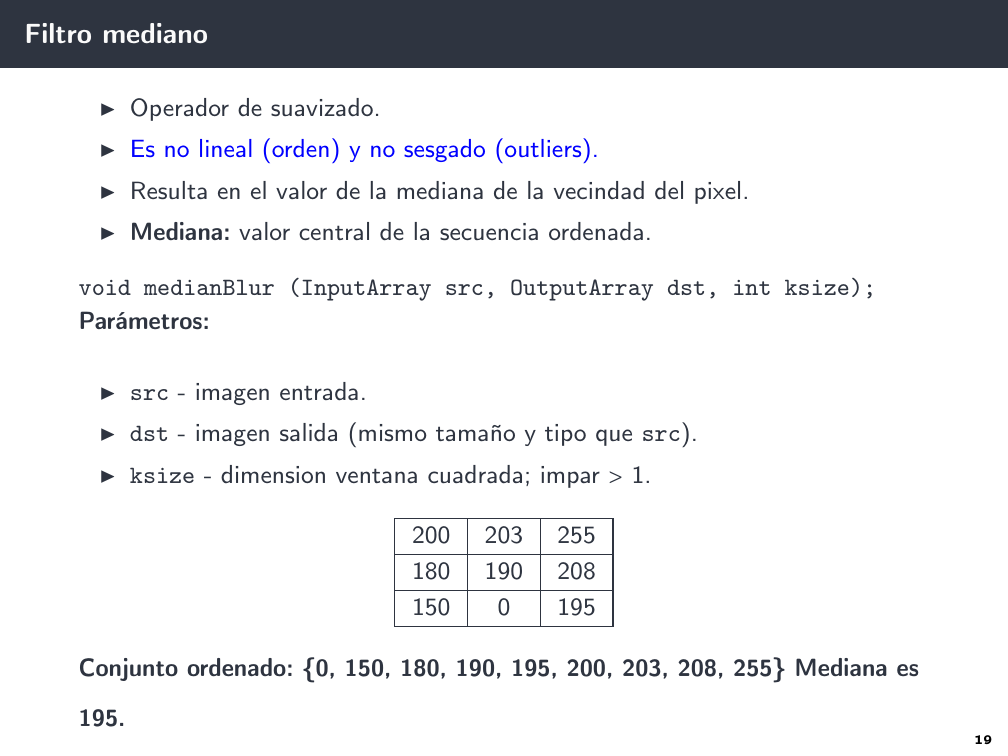 Filtro mediano
▶ Operador de suavizado.
▶ Es no lineal (orden) y no sesgado (outliers).
▶ Resulta en el valor de la mediana de la vecindad del pixel.
▶ Mediana: valor central de la secuencia ordenada.
void medianBlur (InputArray src, OutputArray dst, int ksize);
Parámetros:
▶ src - imagen entrada.
▶ dst - imagen salida (mismo tamaño y tipo que src).
▶ ksize - dimension ventana cuadrada; impar > 1.
200 203 255
180 190 208
150 0 195
Conjunto ordenado: {0, 150, 180, 190, 195, 200, 203, 208, 255} Mediana es
195.
19